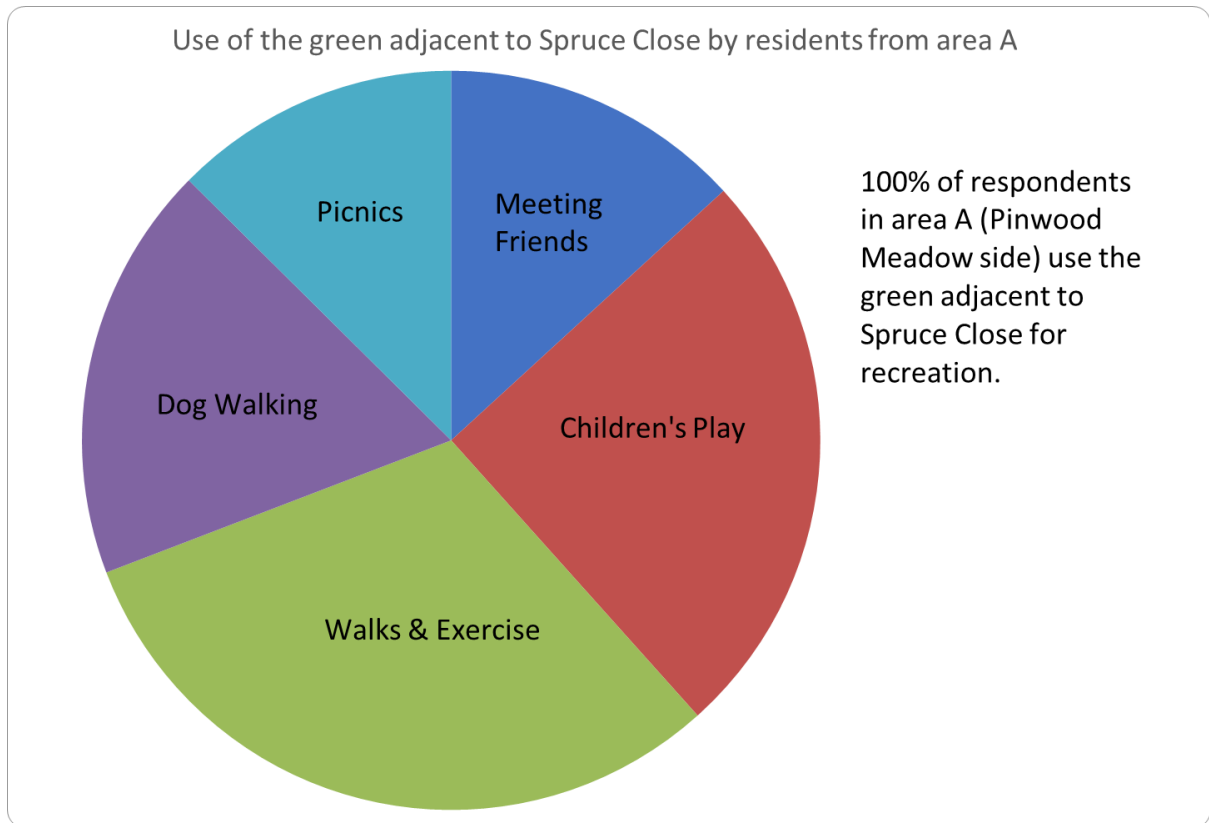 Use of the green adjacent to Spruce Close by residents from area A
Picnics
Meeting
Friends
100% of respondents
in area A (Pinwood
Meadow side) use the
green adjacent to
Spruce Close for
recreation.
Dog Walking
Children's Play
Walks & Exercise